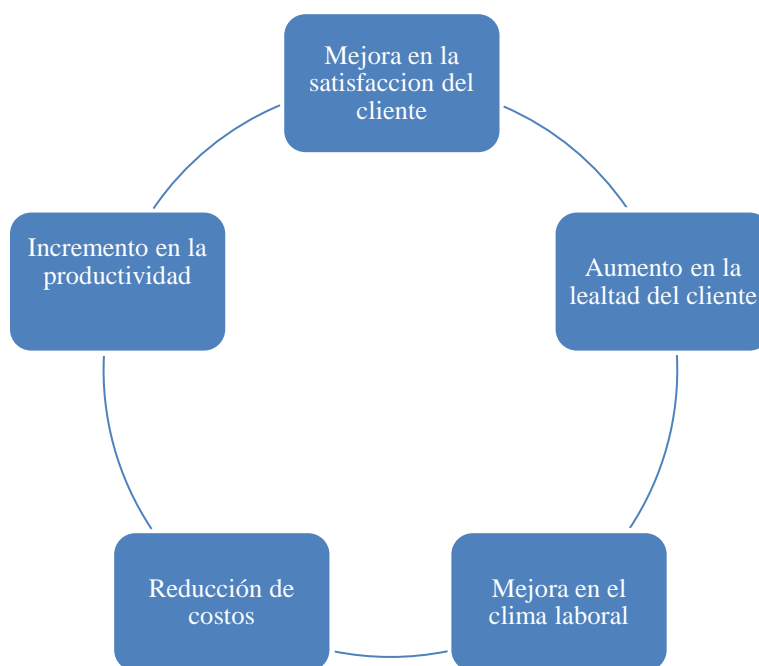 Mejora en la
satisfaccion del
cliente
Aumento en la
lealtad del cliente
Mejora en el
clima laboral
Reducción de
costos
Incremento en la
productividad